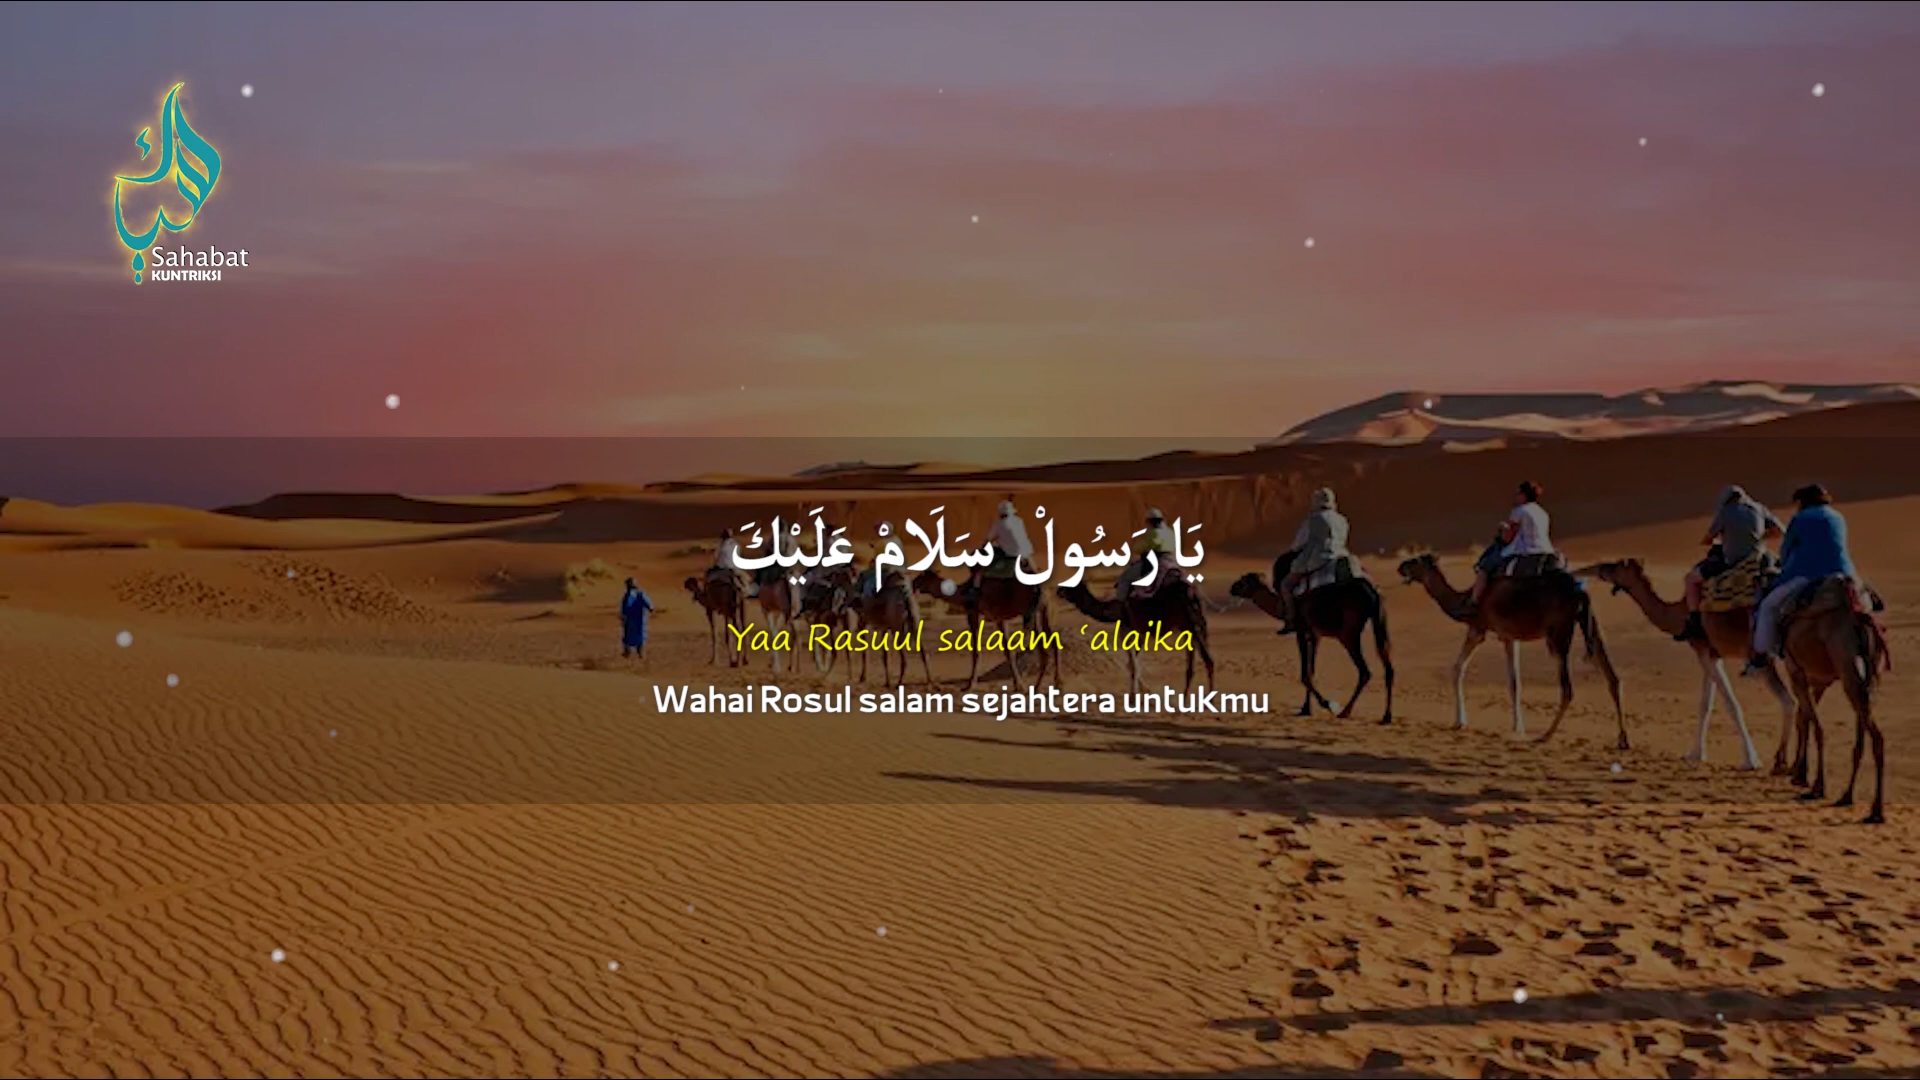 Sahabat
KUNTRIKSI
يَا رَسُولْ سَلَامْ عَلَيْكَ
Yaa Rasuul salaam ‘alaika
Wahai Rosul salam sejahtera untukmu